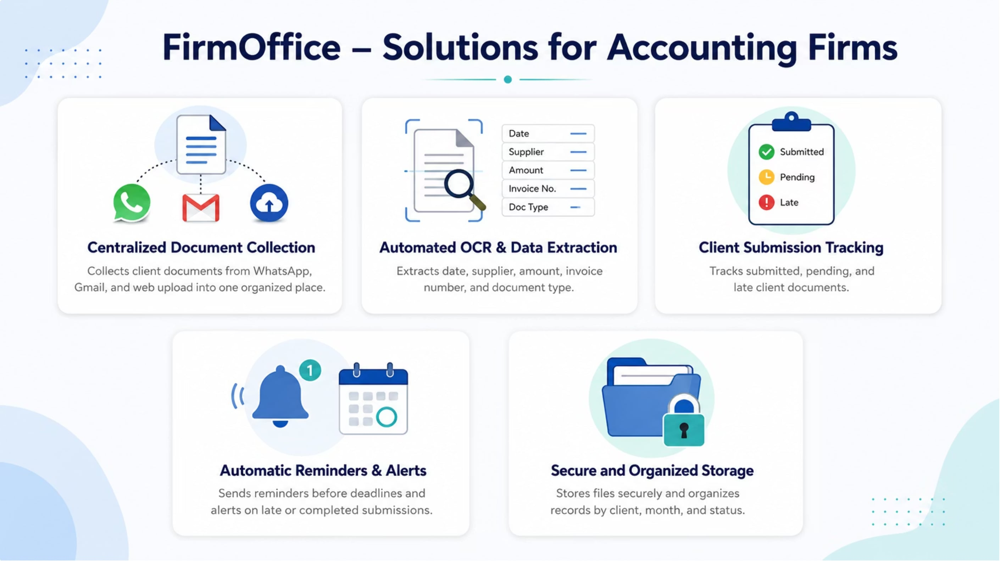 FirmOffice – Solutions for Accounting Firms
Date
Supplier
Amount
Invoice No.
Doc Type
Submitted
Pending
Late
Centralized Document Collection
Collects client documents from WhatsApp,
Gmail, and web upload into one organized place.
Automated OCR & Data Extraction
Extracts date, supplier, amount, invoice
number, and document type.
Client Submission Tracking
Tracks submitted, pending, and
late client documents.
1
Automatic Reminders & Alerts
Sends reminders before deadlines and
alerts on late or completed submissions.
Secure and Organized Storage
Stores files securely and organizes
records by client, month, and status.